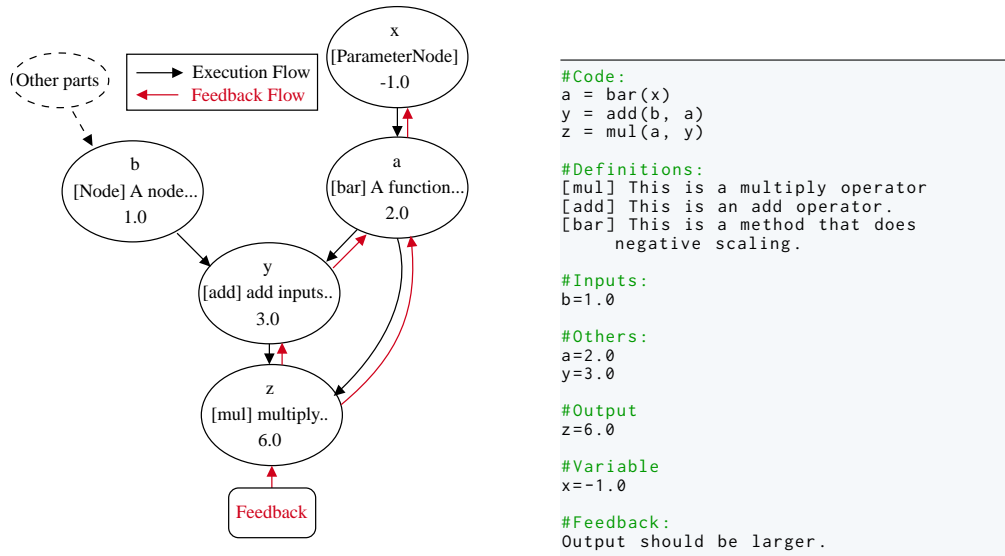 x
[ParameterNode]
-1.0
Other parts
Execution Flow
Feedback Flow
b
[Node] A node...
1.0
a
[bar] A function...
2.0
y
[add] add inputs..
3.0
z
[mul] multiply..
6.0
Feedback
#Code:
a = bar(x)
y = add(b, a)
z = mul(a, y)
#Definitions:
[mul] This is a multiply operator
[add] This is an add operator.
[bar] This is a method that does
negative scaling.
#Inputs:
b=1.0
#Others:
a=2.0
y=3.0
#Output
z=6.0
#Variable
x=-1.0
#Feedback:
Output should be larger.